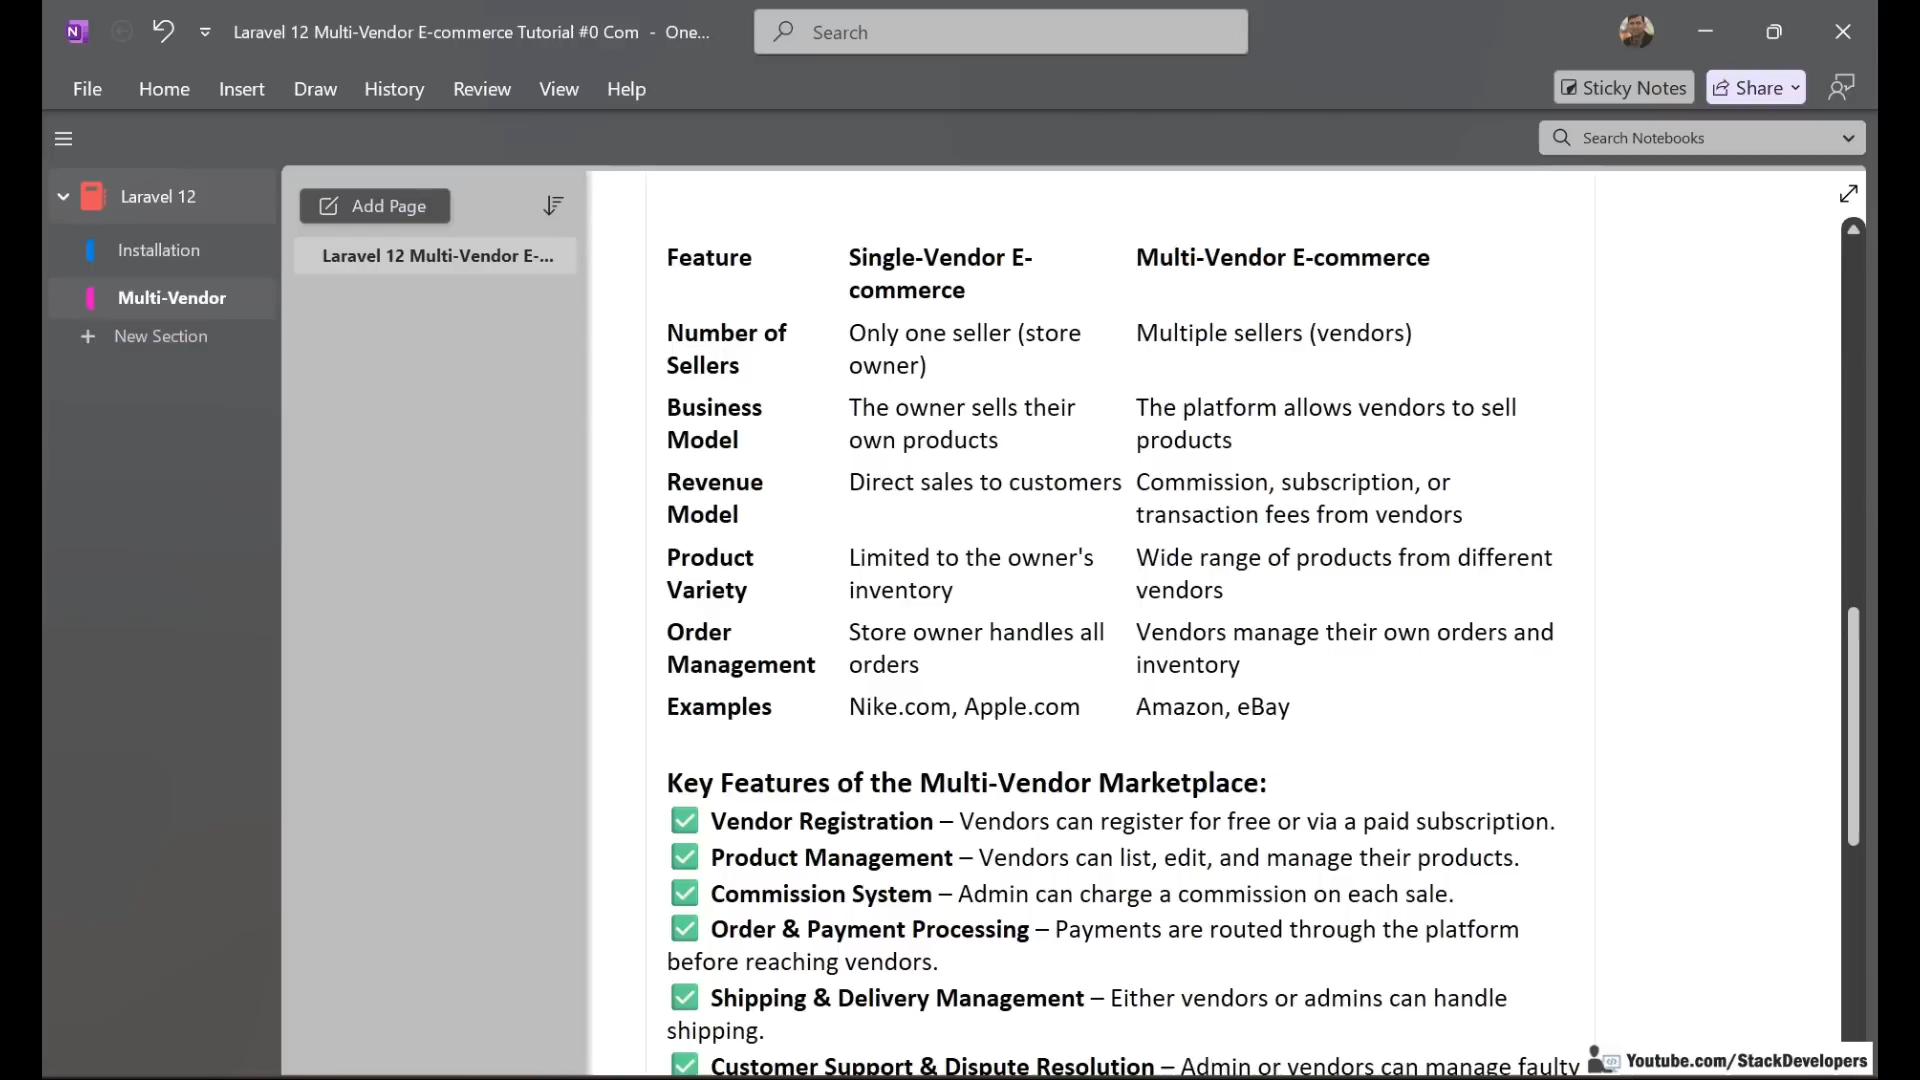 Laravel 12 Multi-Vendor E-commerce Tutorial #0 Com - One...
Search
File Home Insert Draw History Review View Help
Sticky Notes
Share
Search Notebooks
Laravel 12
Installation
Multi-Vendor
New Section
Add Page
Laravel 12 Multi-Vendor E-...
Feature Single-Vendor E- Multi-Vendor E-commerce
commerce
Number of Only one seller (store Multiple sellers (vendors)
Sellers owner)
Business The owner sells their The platform allows vendors to sell
Model own products products
Revenue Direct sales to customers Commission, subscription, or
Model transaction fees from vendors
Product Limited to the owner's Wide range of products from different
Variety inventory vendors
Order Store owner handles all Vendors manage their own orders and
Management orders inventory
Examples Nike.com, Apple.com Amazon, eBay
Key Features of the Multi-Vendor Marketplace:
✅ Vendor Registration – Vendors can register for free or via a paid subscription.
✅ Product Management – Vendors can list, edit, and manage their products.
✅ Commission System – Admin can charge a commission on each sale.
✅ Order & Payment Processing – Payments are routed through the platform
before reaching vendors.
✅ Shipping & Delivery Management – Either vendors or admins can handle
shipping.
✅ Customer Support & Dispute Resolution – Admin or vendors can manage faulty
Youtube.com/StackDevelopers